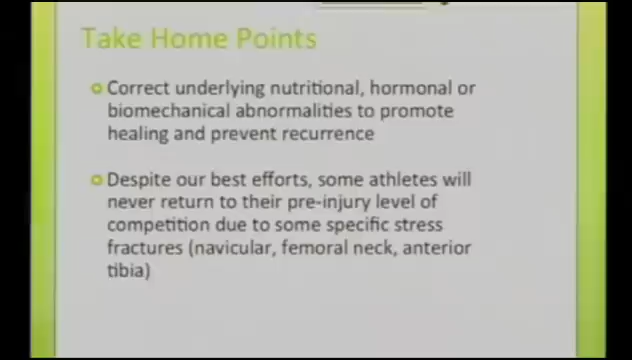 Take Home Points
Correct underlying nutritional, hormonal or
biomechanical abnormalities to promote
healing and prevent recurrence
Despite our best efforts, some athletes will
never return to their pre-injury level of
competition due to some specific stress
fractures (navicular, femoral neck, anterior
tibia)